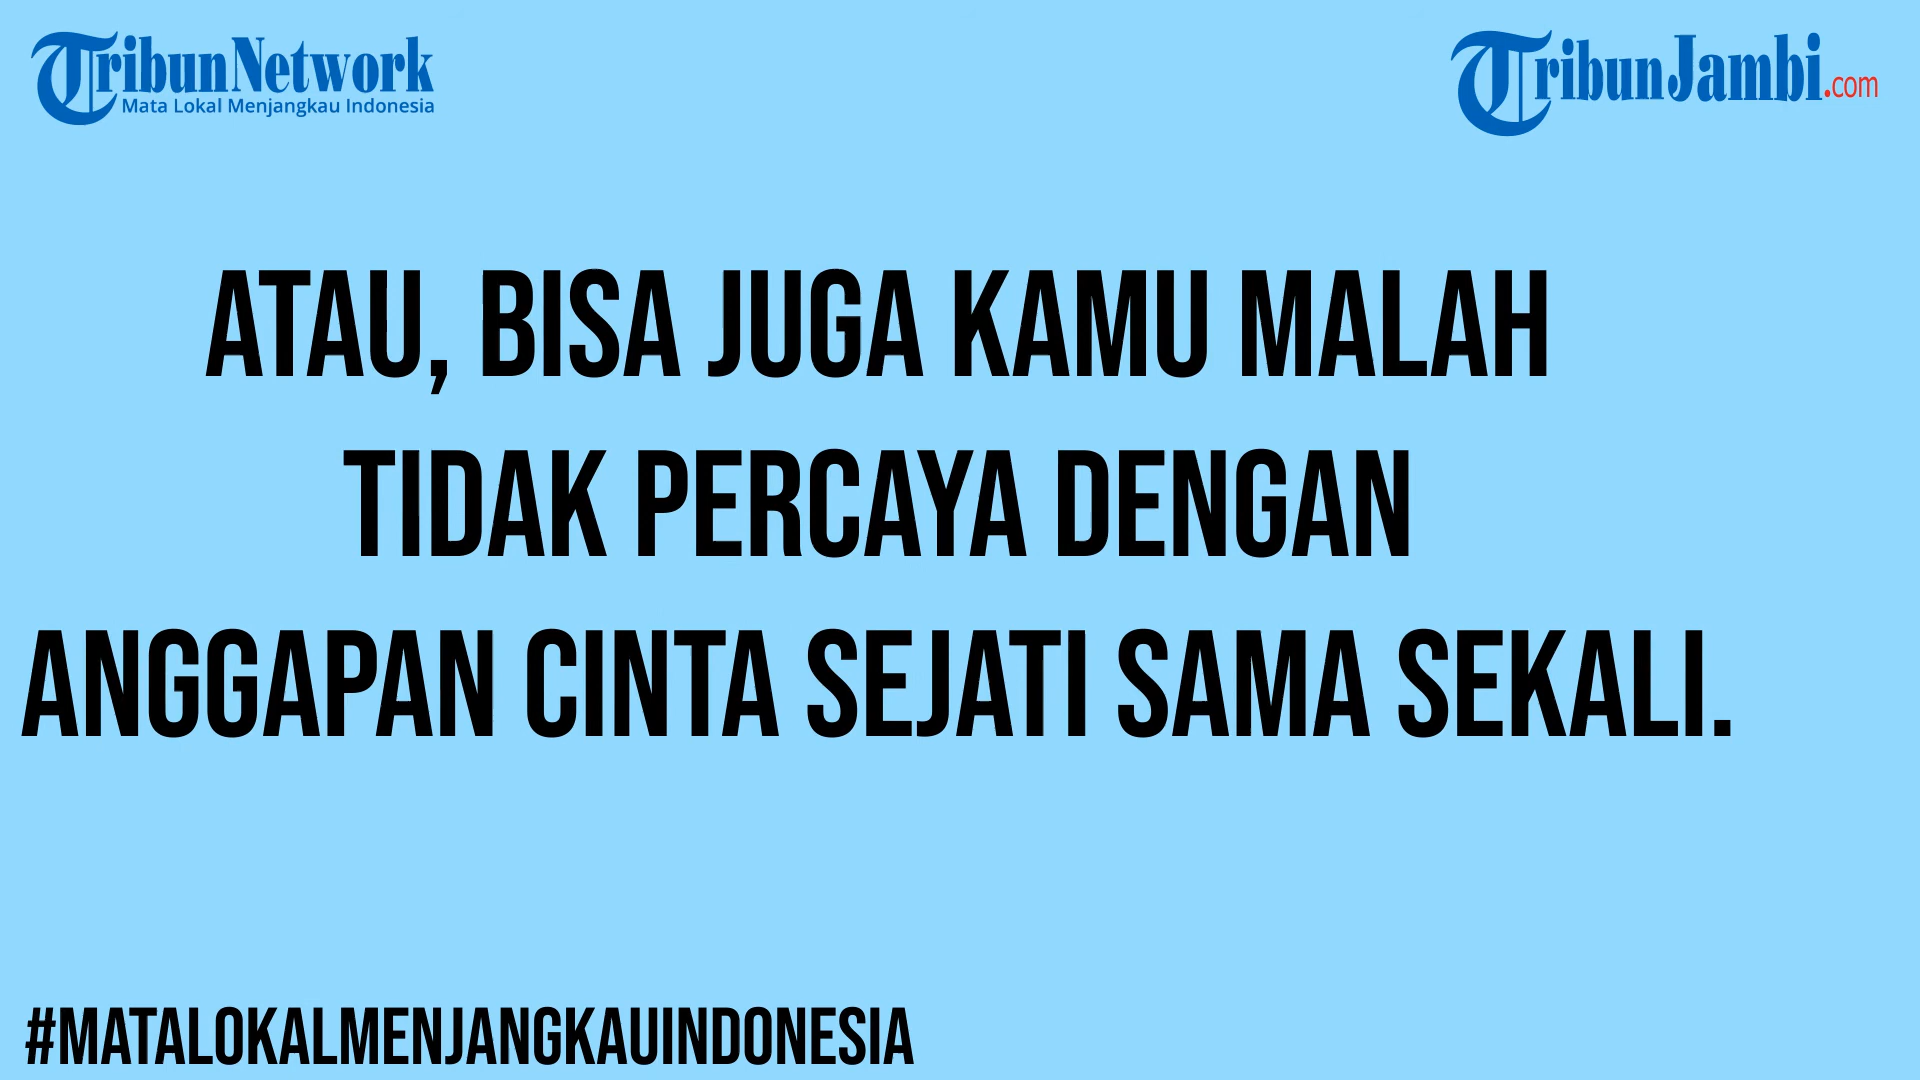 TribunNetwork
Mata Lokal Menjangkau Indonesia
TribunJambi.com
ATAU, BISA JUGA KAMU MALAH
TIDAK PERCAYA DENGAN
ANGGAPAN CINTA SEJATI SAMA SEKALI.
#MATALOKALMENJANGKAUINDONESIA